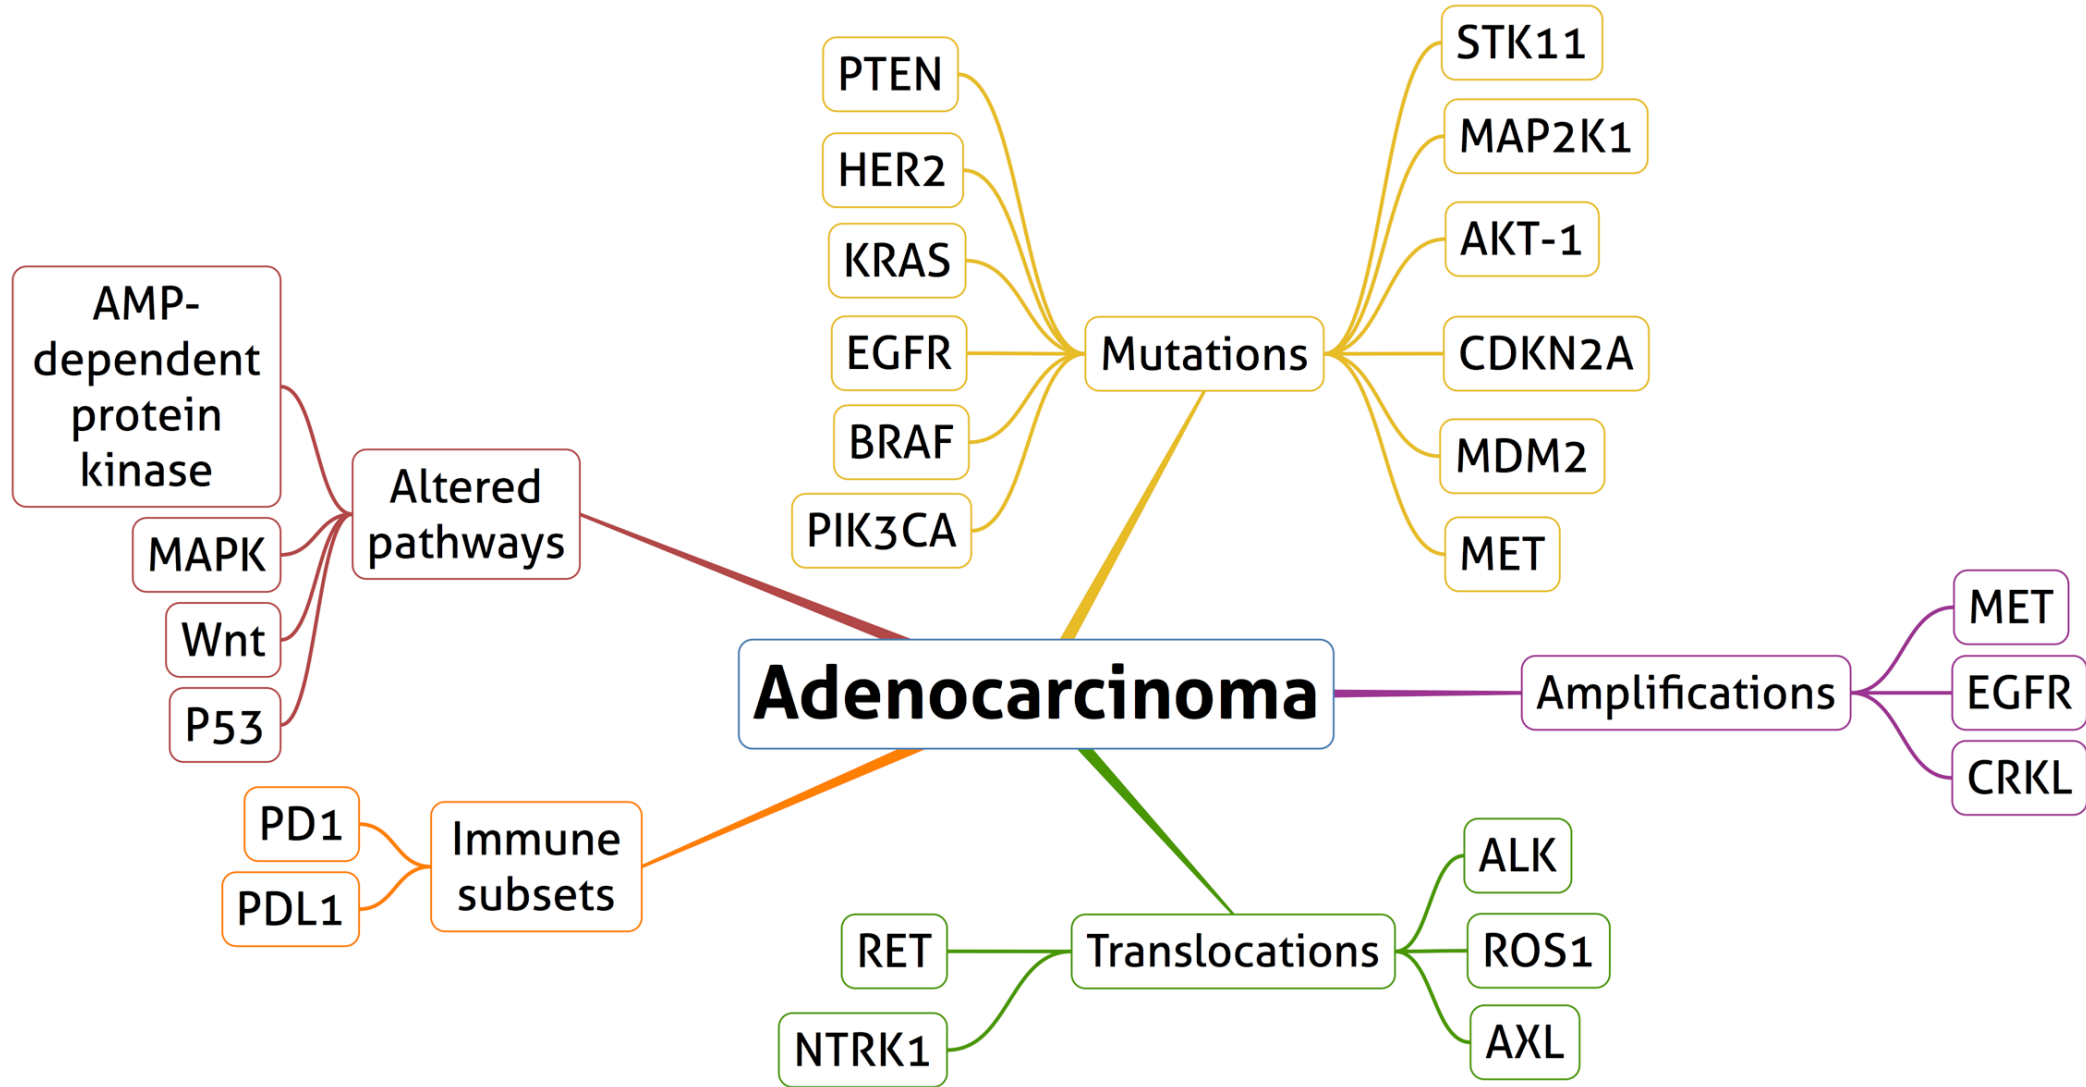 PTEN
HER2
KRAS
EGFR
BRAF
PIK3CA
Mutations
STK11
MAP2K1
AKT-1
CDKN2A
MDM2
MET
AMP-
dependent
protein
kinase
MAPK
Wnt
P53
Altered
pathways
Adenocarcinoma
Amplifications
MET
EGFR
CRKL
PD1
PDL1
Immune
subsets
RET
NTRK1
Translocations
ALK
ROS1
AXL